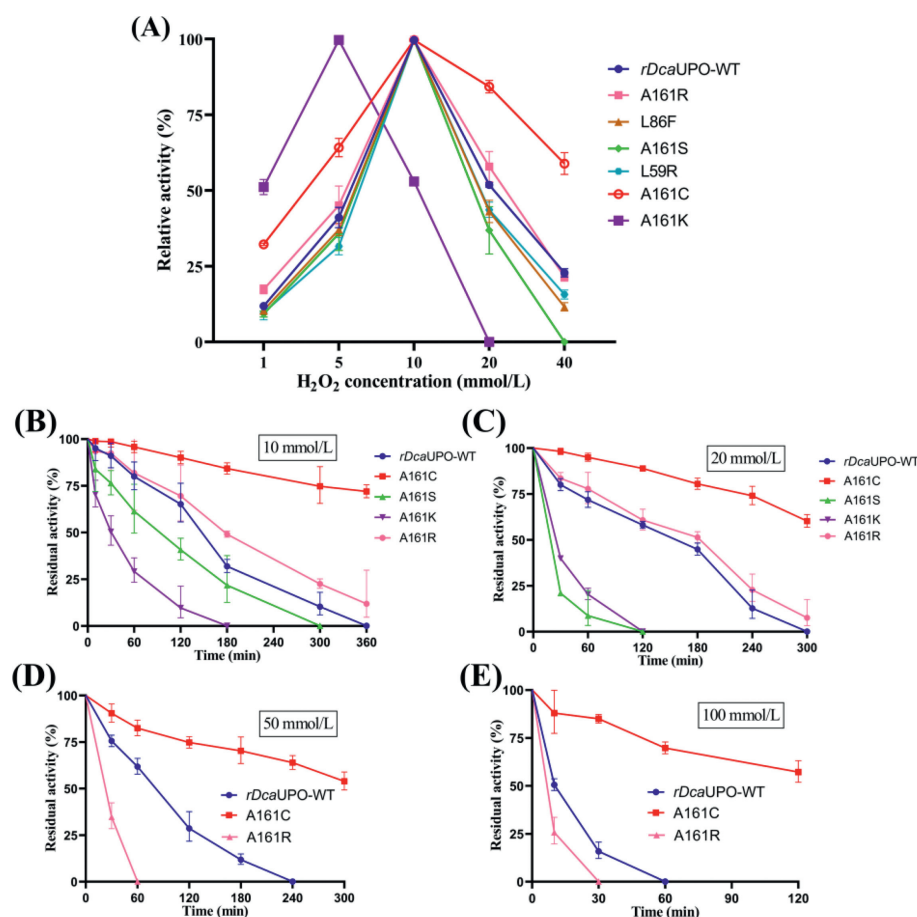 (A)
Relative activity (%)
100
75
50
25
0
1 5 10 20 40
H₂O₂ concentration (mmol/L)
rDcaUPO-WT
A161R
L86F
A161S
L59R
A161C
A161K
(B)
10 mmol/L
Residual activity (%)
100
75
50
25
0
0 60 120 180 240 300 360
Time (min)
rDcaUPO-WT
A161C
A161S
A161K
A161R
(C)
20 mmol/L
Residual activity (%)
100
75
50
25
0
0 60 120 180 240 300
Time (min)
rDcaUPO-WT
A161C
A161S
A161K
A161R
(D)
50 mmol/L
Residual activity (%)
100
75
50
25
0
0 60 120 180 240 300
Time (min)
rDcaUPO-WT
A161C
A161R
(E)
100 mmol/L
Residual activity (%)
100
75
50
25
0
0 30 60 90 120
Time (min)
rDcaUPO-WT
A161C
A161R